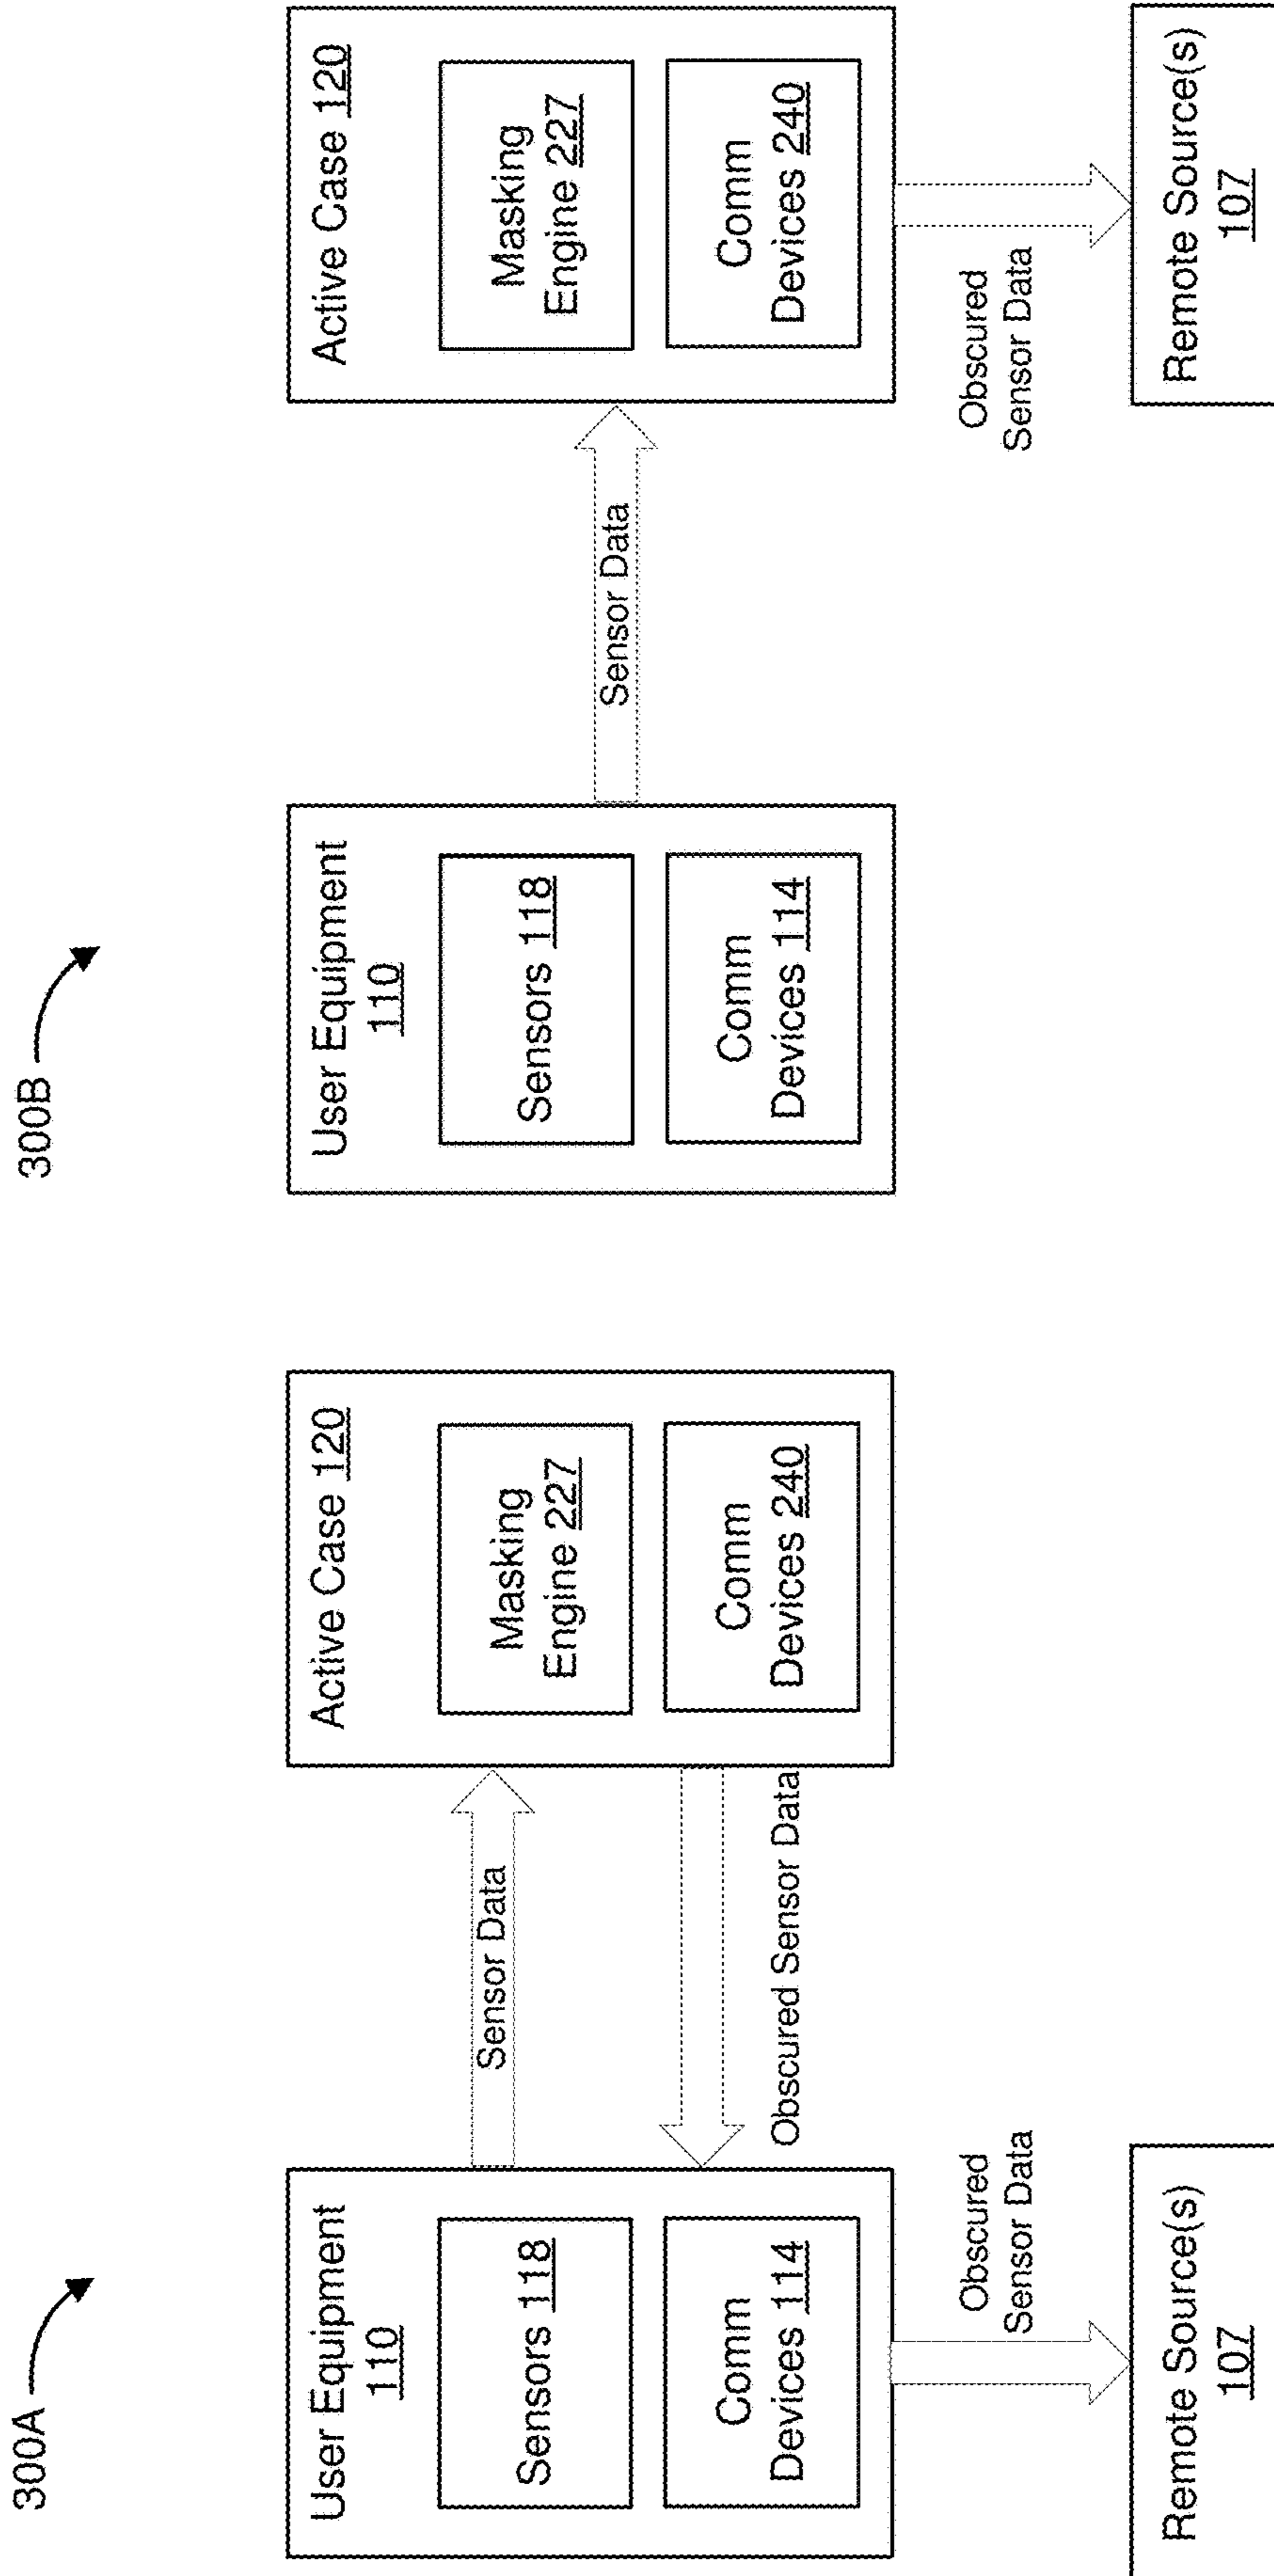 300A
User Equipment
110
Sensors 118
Comm
Devices 114
Sensor Data
Obscured Sensor Data
Active Case 120
Masking
Engine 227
Comm
Devices 240
Obscured
Sensor Data
Remote Source(s)
107
300B
User Equipment
110
Sensors 118
Comm
Devices 114
Sensor Data
Active Case 120
Masking
Engine 227
Comm
Devices 240
Obscured
Sensor Data
Remote Source(s)
107